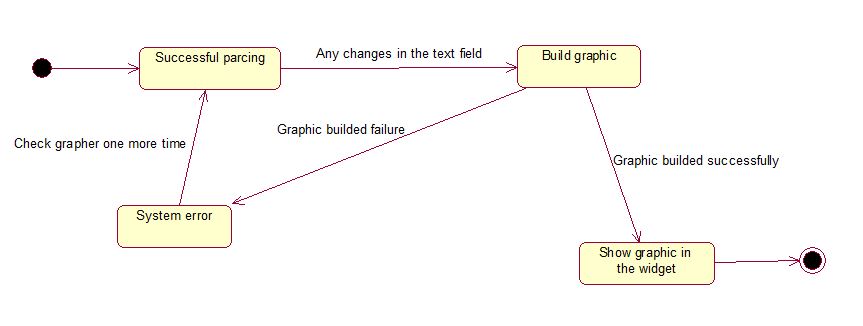 Successful parcing
Any changes in the text field
Build graphic
Check grapher one more time
Graphic builded failure
Graphic builded successfully
System error
Show graphic in
the widget